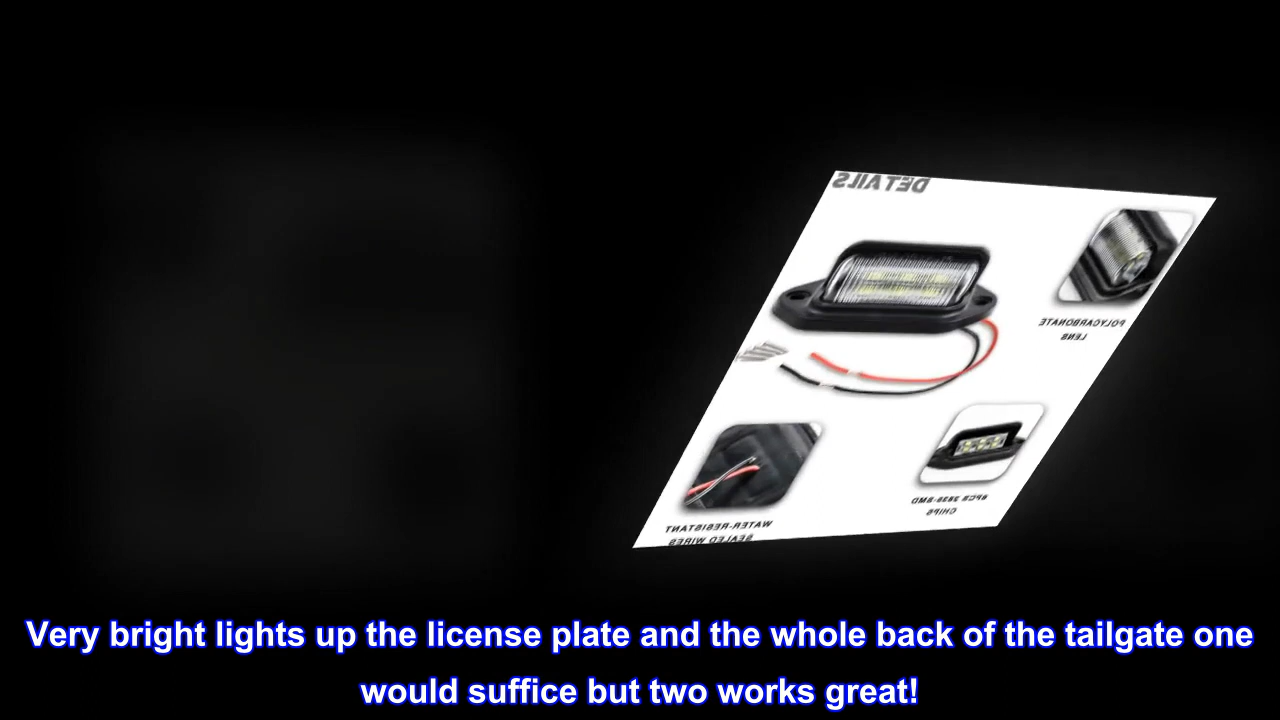 DETAILS
POLYCARBONATE
LENS
6PCS 2835-SMD
CHIPS
WATER-RESISTANT
SEALED WIRES
Very bright lights up the license plate and the whole back of the tailgate one
would suffice but two works great!